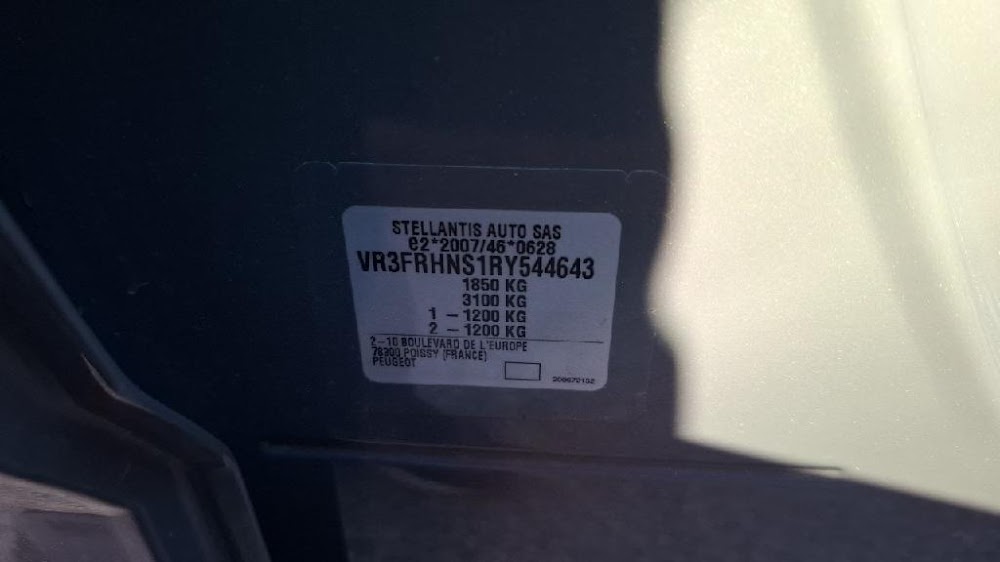 STELLANTIS AUTO SAS
e2*2007/46*0628
VR3FRHNS1RY544643
1850 KG
3100 KG
1 - 1200 KG
2 - 1200 KG
2-10 BOULEVARD DE L'EUROPE
78300 POISSY (FRANCE)
PEUGEOT